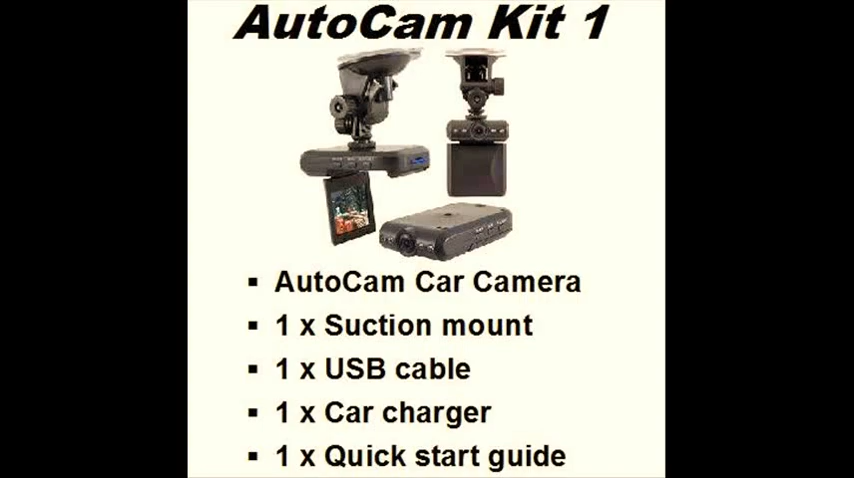 AutoCam Kit 1
▪ AutoCam Car Camera
▪ 1 x Suction mount
▪ 1 x USB cable
▪ 1 x Car charger
▪ 1 x Quick start guide